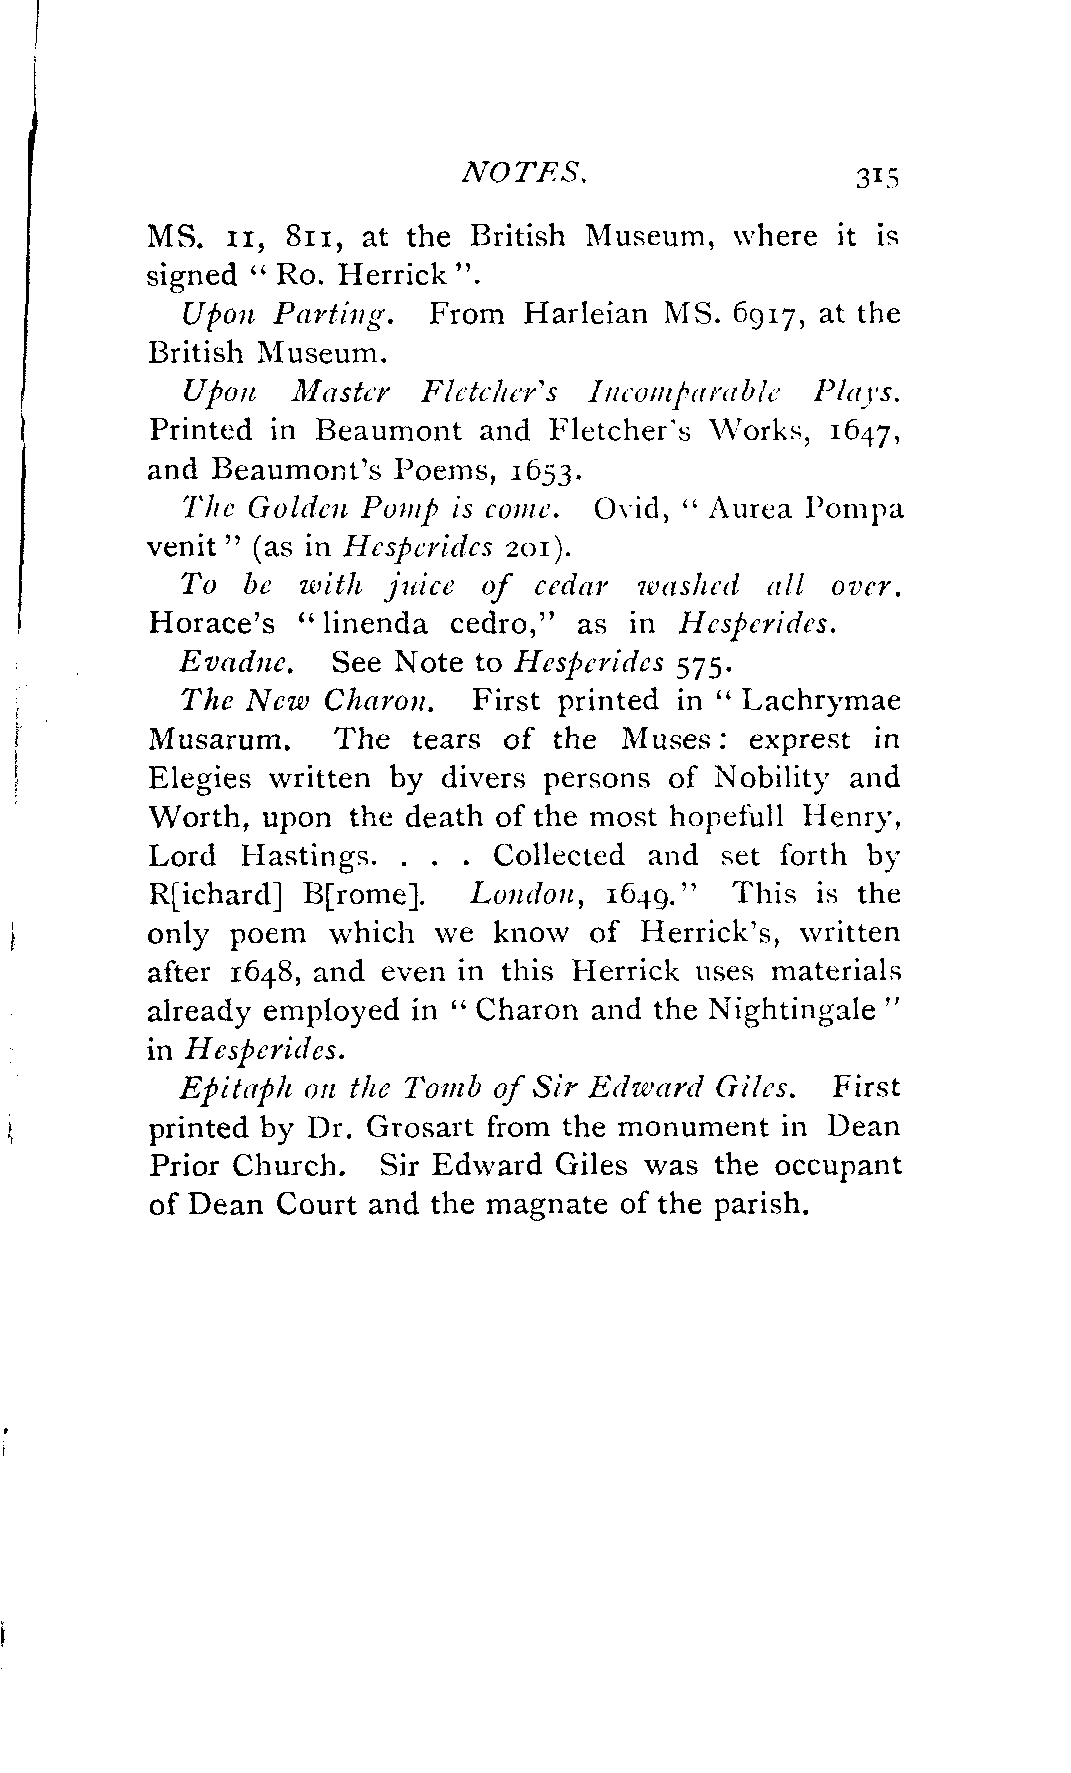 NOTES. 315
MS. 11, 811, at the British Museum, where it is
signed " Ro. Herrick ".
Upon Parting. From Harleian MS. 6917, at the
British Museum.
Upon Master Fletcher's Incomparable Plays.
Printed in Beaumont and Fletcher's Works, 1647,
and Beaumont's Poems, 1653.
The Golden Pomp is come. Ovid, " Aurea Pompa
venit " (as in Hesperides 201).
To be with juice of cedar washed all over.
Horace's " linenda cedro," as in Hesperides.
Evadne. See Note to Hesperides 575.
The New Charon. First printed in " Lachrymae
Musarum. The tears of the Muses : exprest in
Elegies written by divers persons of Nobility and
Worth, upon the death of the most hopefull Henry,
Lord Hastings. . . . Collected and set forth by
R[ichard] B[rome]. London, 1649." This is the
only poem which we know of Herrick's, written
after 1648, and even in this Herrick uses materials
already employed in " Charon and the Nightingale "
in Hesperides.
Epitaph on the Tomb of Sir Edward Giles. First
printed by Dr. Grosart from the monument in Dean
Prior Church. Sir Edward Giles was the occupant
of Dean Court and the magnate of the parish.